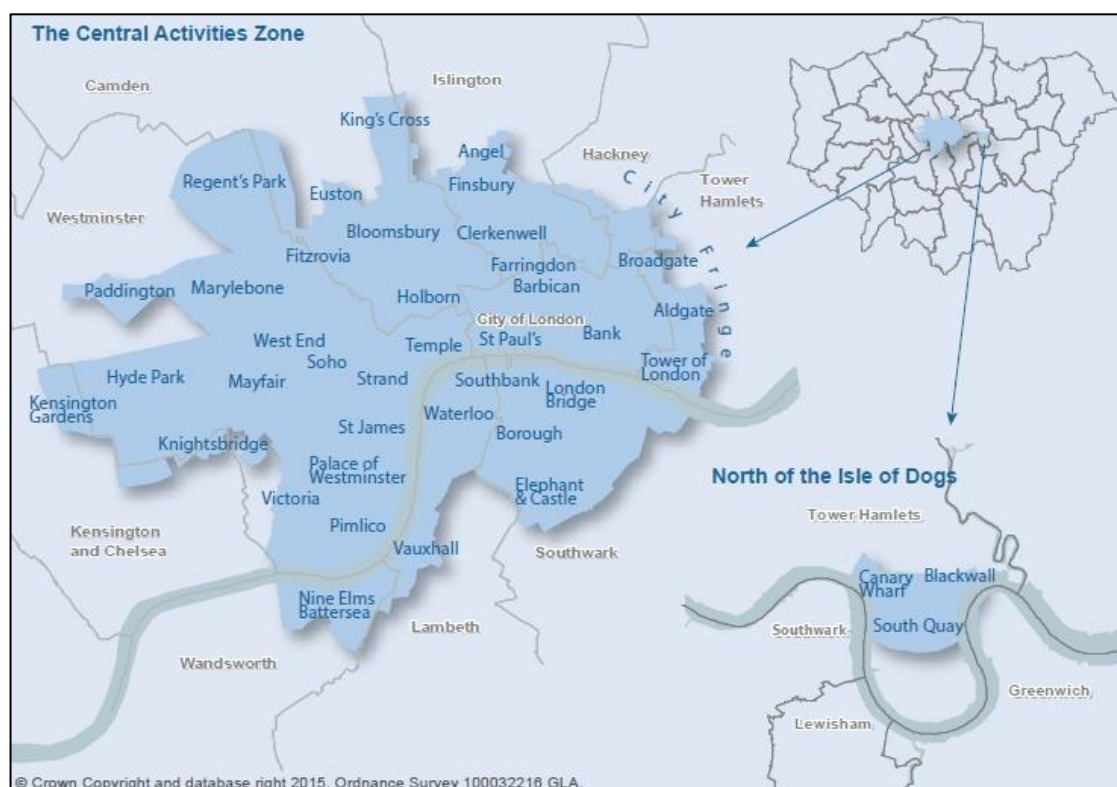 The Central Activities Zone
Camden
Islington
King's Cross
Angel
Hackney
Regent's Park
Euston
Finsbury
City Fringe
Tower
Hamlets
Westminster
Bloomsbury
Clerkenwell
Fitzrovia
Farringdon
Barbican
Broadgate
Paddington
Marylebone
Holborn
Aldgate
City of London
West End
Soho
Temple
St Paul's
Bank
Hyde Park
Mayfair
Strand
Southbank
London
Bridge
Tower of
London
Kensington
Gardens
Waterloo
St James
Borough
Knightsbridge
Palace of
Westminster
Victoria
Elephant
& Castle
Pimlico
Kensington
and Chelsea
Vauxhall
Southwark
Nine Elms
Battersea
Lambeth
Wandsworth
North of the Isle of Dogs
Tower Hamlets
Canary
Wharf
Blackwall
Southwark
South Quay
Greenwich
Lewisham
© Crown Copyright and database right 2015. Ordnance Survey 100032216 GLA.